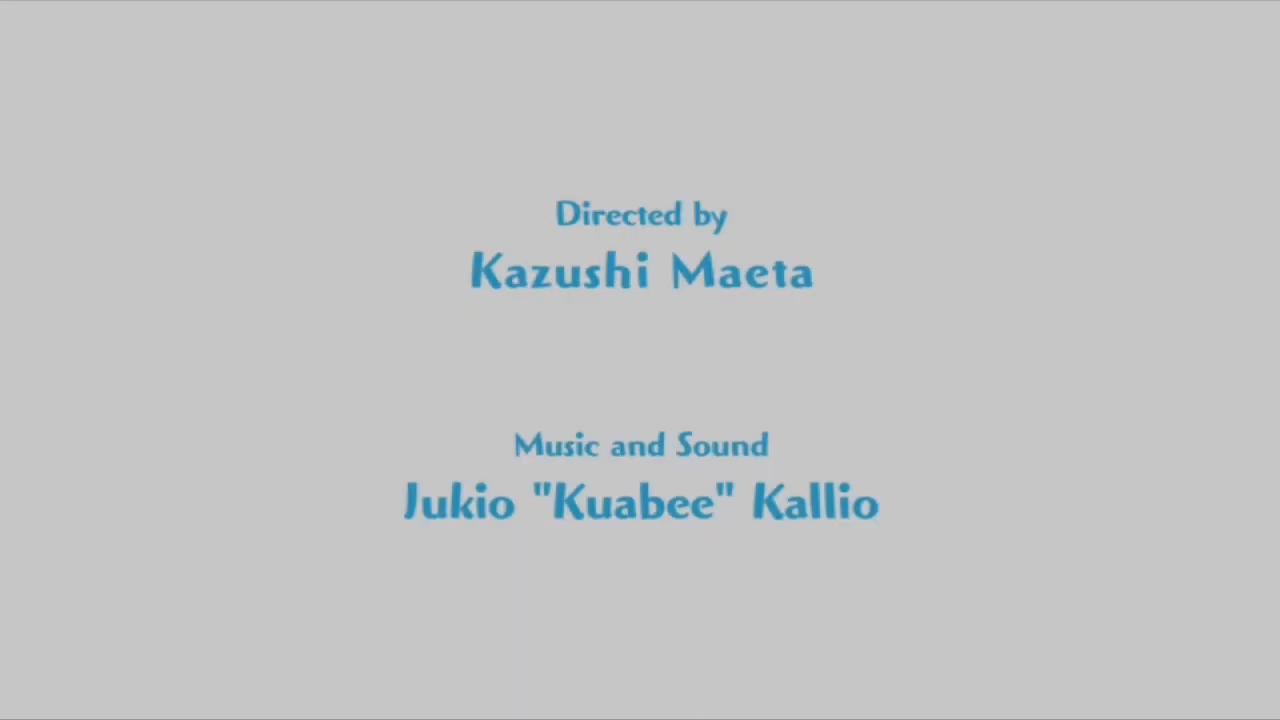 Directed by
Kazushi Maeta
Music and Sound
Jukio "Kuabee" Kallio